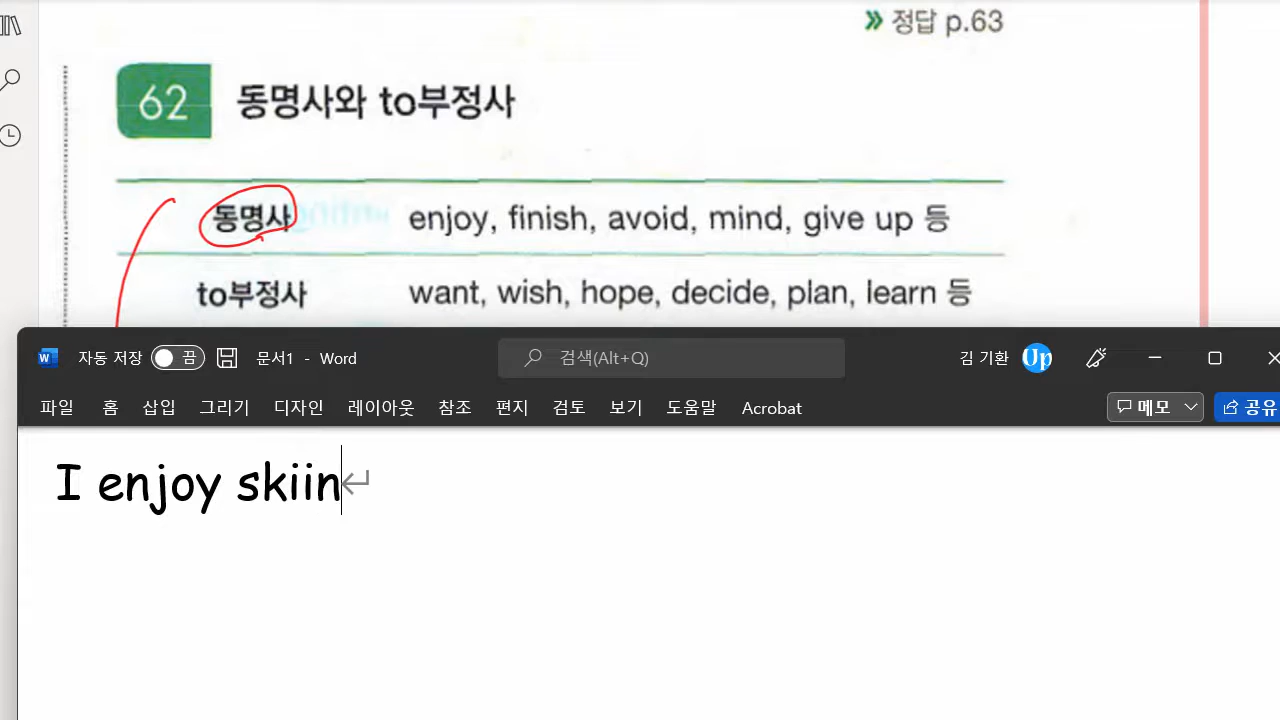 » 정답 p.63
62 동명사와 to부정사
동명사 enjoy, finish, avoid, mind, give up 등
to부정사 want, wish, hope, decide, plan, learn 등
자동 저장 끔 문서1 - Word 검색(Alt+Q) 김 기환 Up
파일 홈 삽입 그리기 디자인 레이아웃 참조 편지 검토 보기 도움말 Acrobat 메모 공유
I enjoy skiin